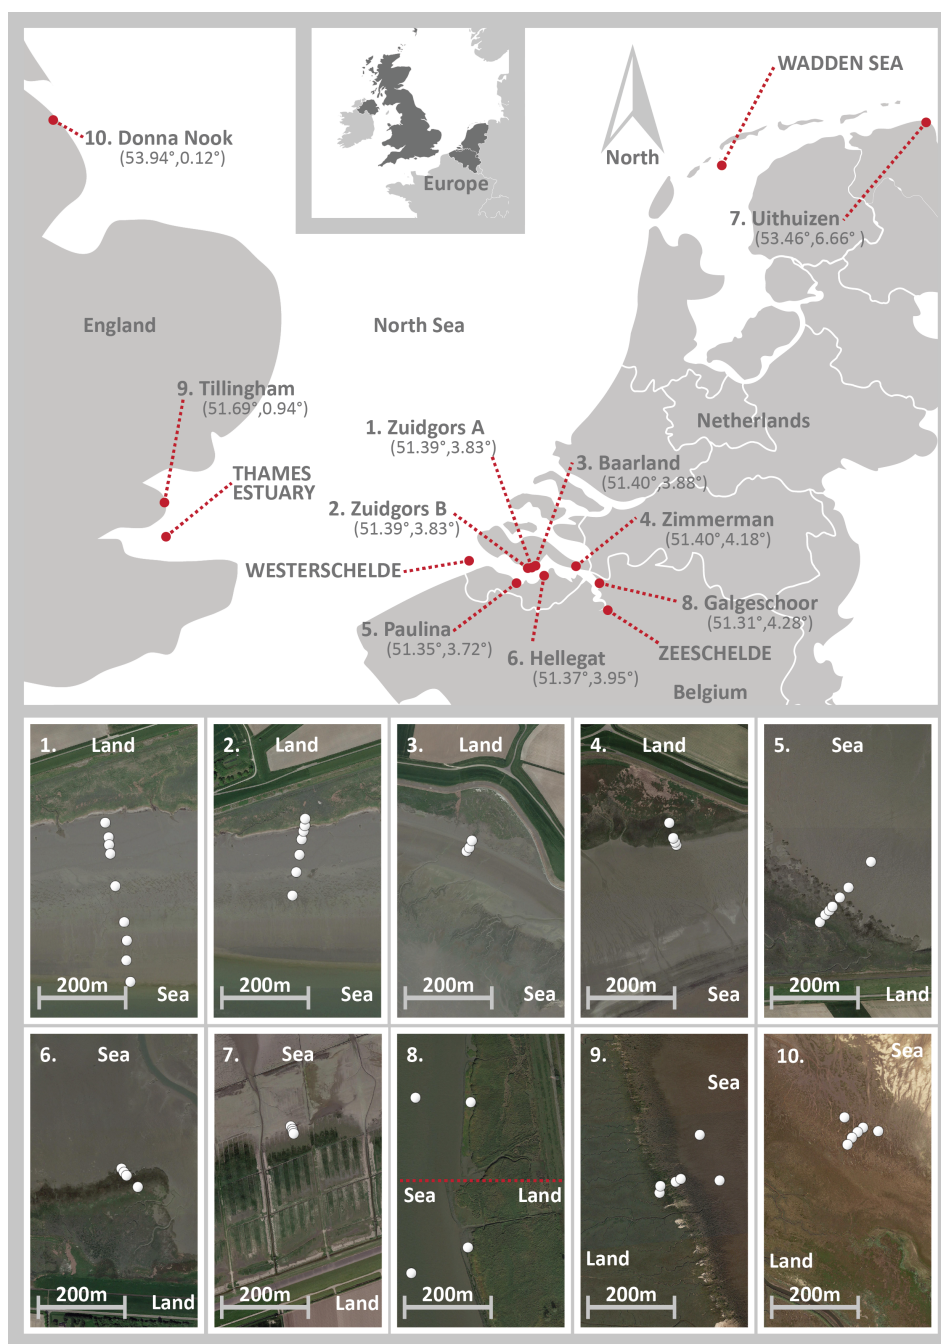 WADDEN SEA
10. Donna Nook
(53.94°,0.12°)
North
Europe
7. Uithuizen
(53.46°,6.66° )
England
North Sea
9. Tillingham
(51.69°,0.94°)
Netherlands
1. Zuidgors A
(51.39°,3.83°)
3. Baarland
(51.40°,3.88°)
THAMES
ESTUARY
2. Zuidgors B
(51.39°,3.83°)
4. Zimmerman
(51.40°,4.18°)
WESTERSCHELDE
8. Galgeschoor
(51.31°,4.28°)
5. Paulina
(51.35°,3.72°)
6. Hellegat
(51.37°,3.95°)
ZEESCHELDE
Belgium
1. Land
200m
Sea
2. Land
200m
Sea
3. Land
200m
Sea
4. Land
200m
Sea
5. Sea
200m
Land
6. Sea
200m
Land
7. Sea
200m
Land
8.
Sea Land
200m
9.
Sea
Land
200m
10. Sea
Land
200m